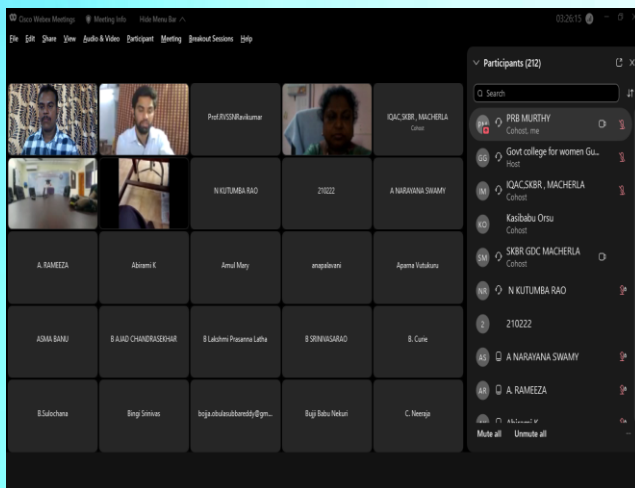 Cisco Webex Meetings Meeting Info Hide Menu Bar 03:26:15
File Edit Share View Audio & Video Participant Meeting Breakout Sessions Help
Participants (212)
Search
PRB MURTHY
Cohost, me
Govt college for women Gu...
Host
IQAC,SKBR , MACHERLA
Cohost
Kasibabu Orsu
Cohost
SKBR GDC MACHERLA
Cohost
N KUTUMBA RAO
210222
A NARAYANA SWAMY
A. RAMEEZA
Mute all Unmute all
Prof.RVSSNRavikumar IQAC,SKBR , MACHERLA
Cohost
N KUTUMBA RAO 210222 A NARAYANA SWAMY
A. RAMEEZA Abirami K Amul Mary anapalavani Aparna Vutukuru
ASMA BANU B AJAD CHANDRASEKHAR B Lakshmi Prasanna Latha B SRINIVASARAO B. Curie
B.Sulochana Bingi Srinivas bojja.obulasubbareddy@gm... Bujji Babu Nekuri C. Neeraja